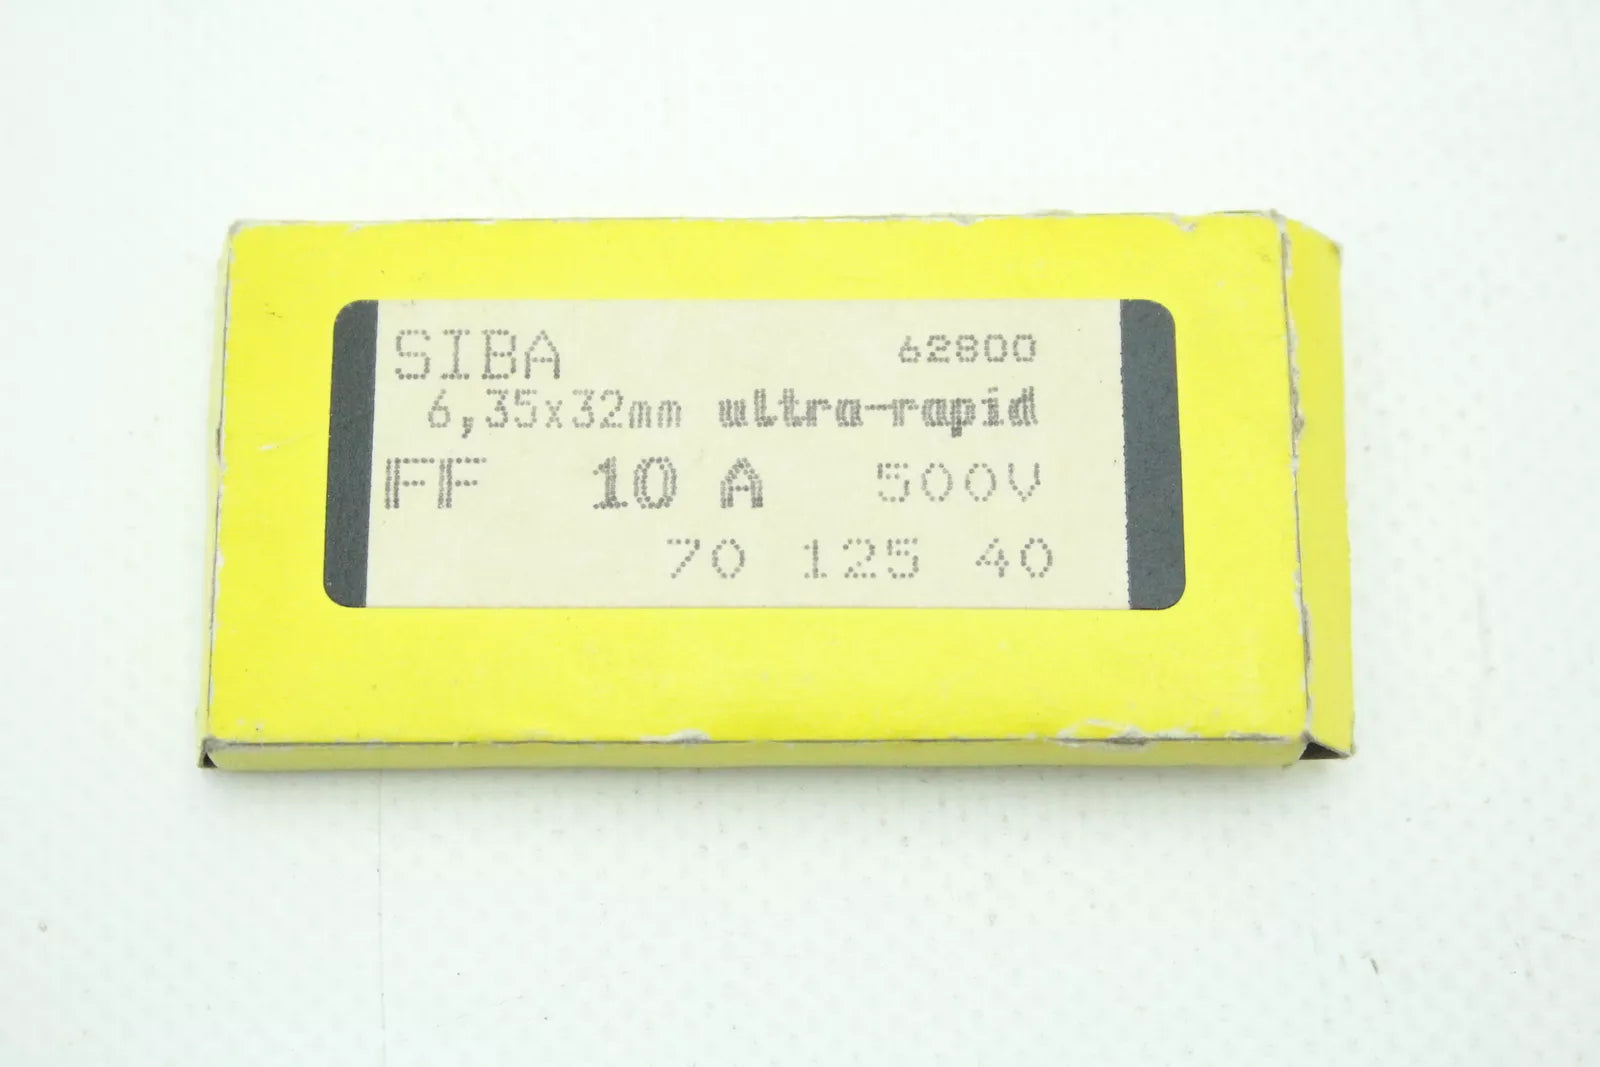 SIBA 62800
6,35x32mm ultra-rapid
FF 10 A 500V
70 125 40